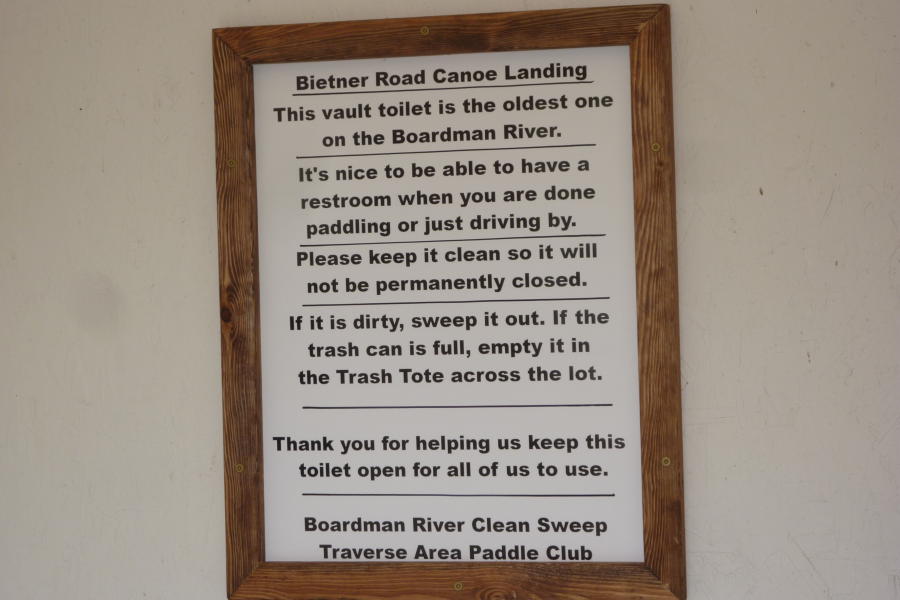 Bietner Road Canoe Landing
This vault toilet is the oldest one
on the Boardman River.
It's nice to be able to have a
restroom when you are done
paddling or just driving by.
Please keep it clean so it will
not be permanently closed.
If it is dirty, sweep it out. If the
trash can is full, empty it in
the Trash Tote across the lot.
Thank you for helping us keep this
toilet open for all of us to use.
Boardman River Clean Sweep
Traverse Area Paddle Club